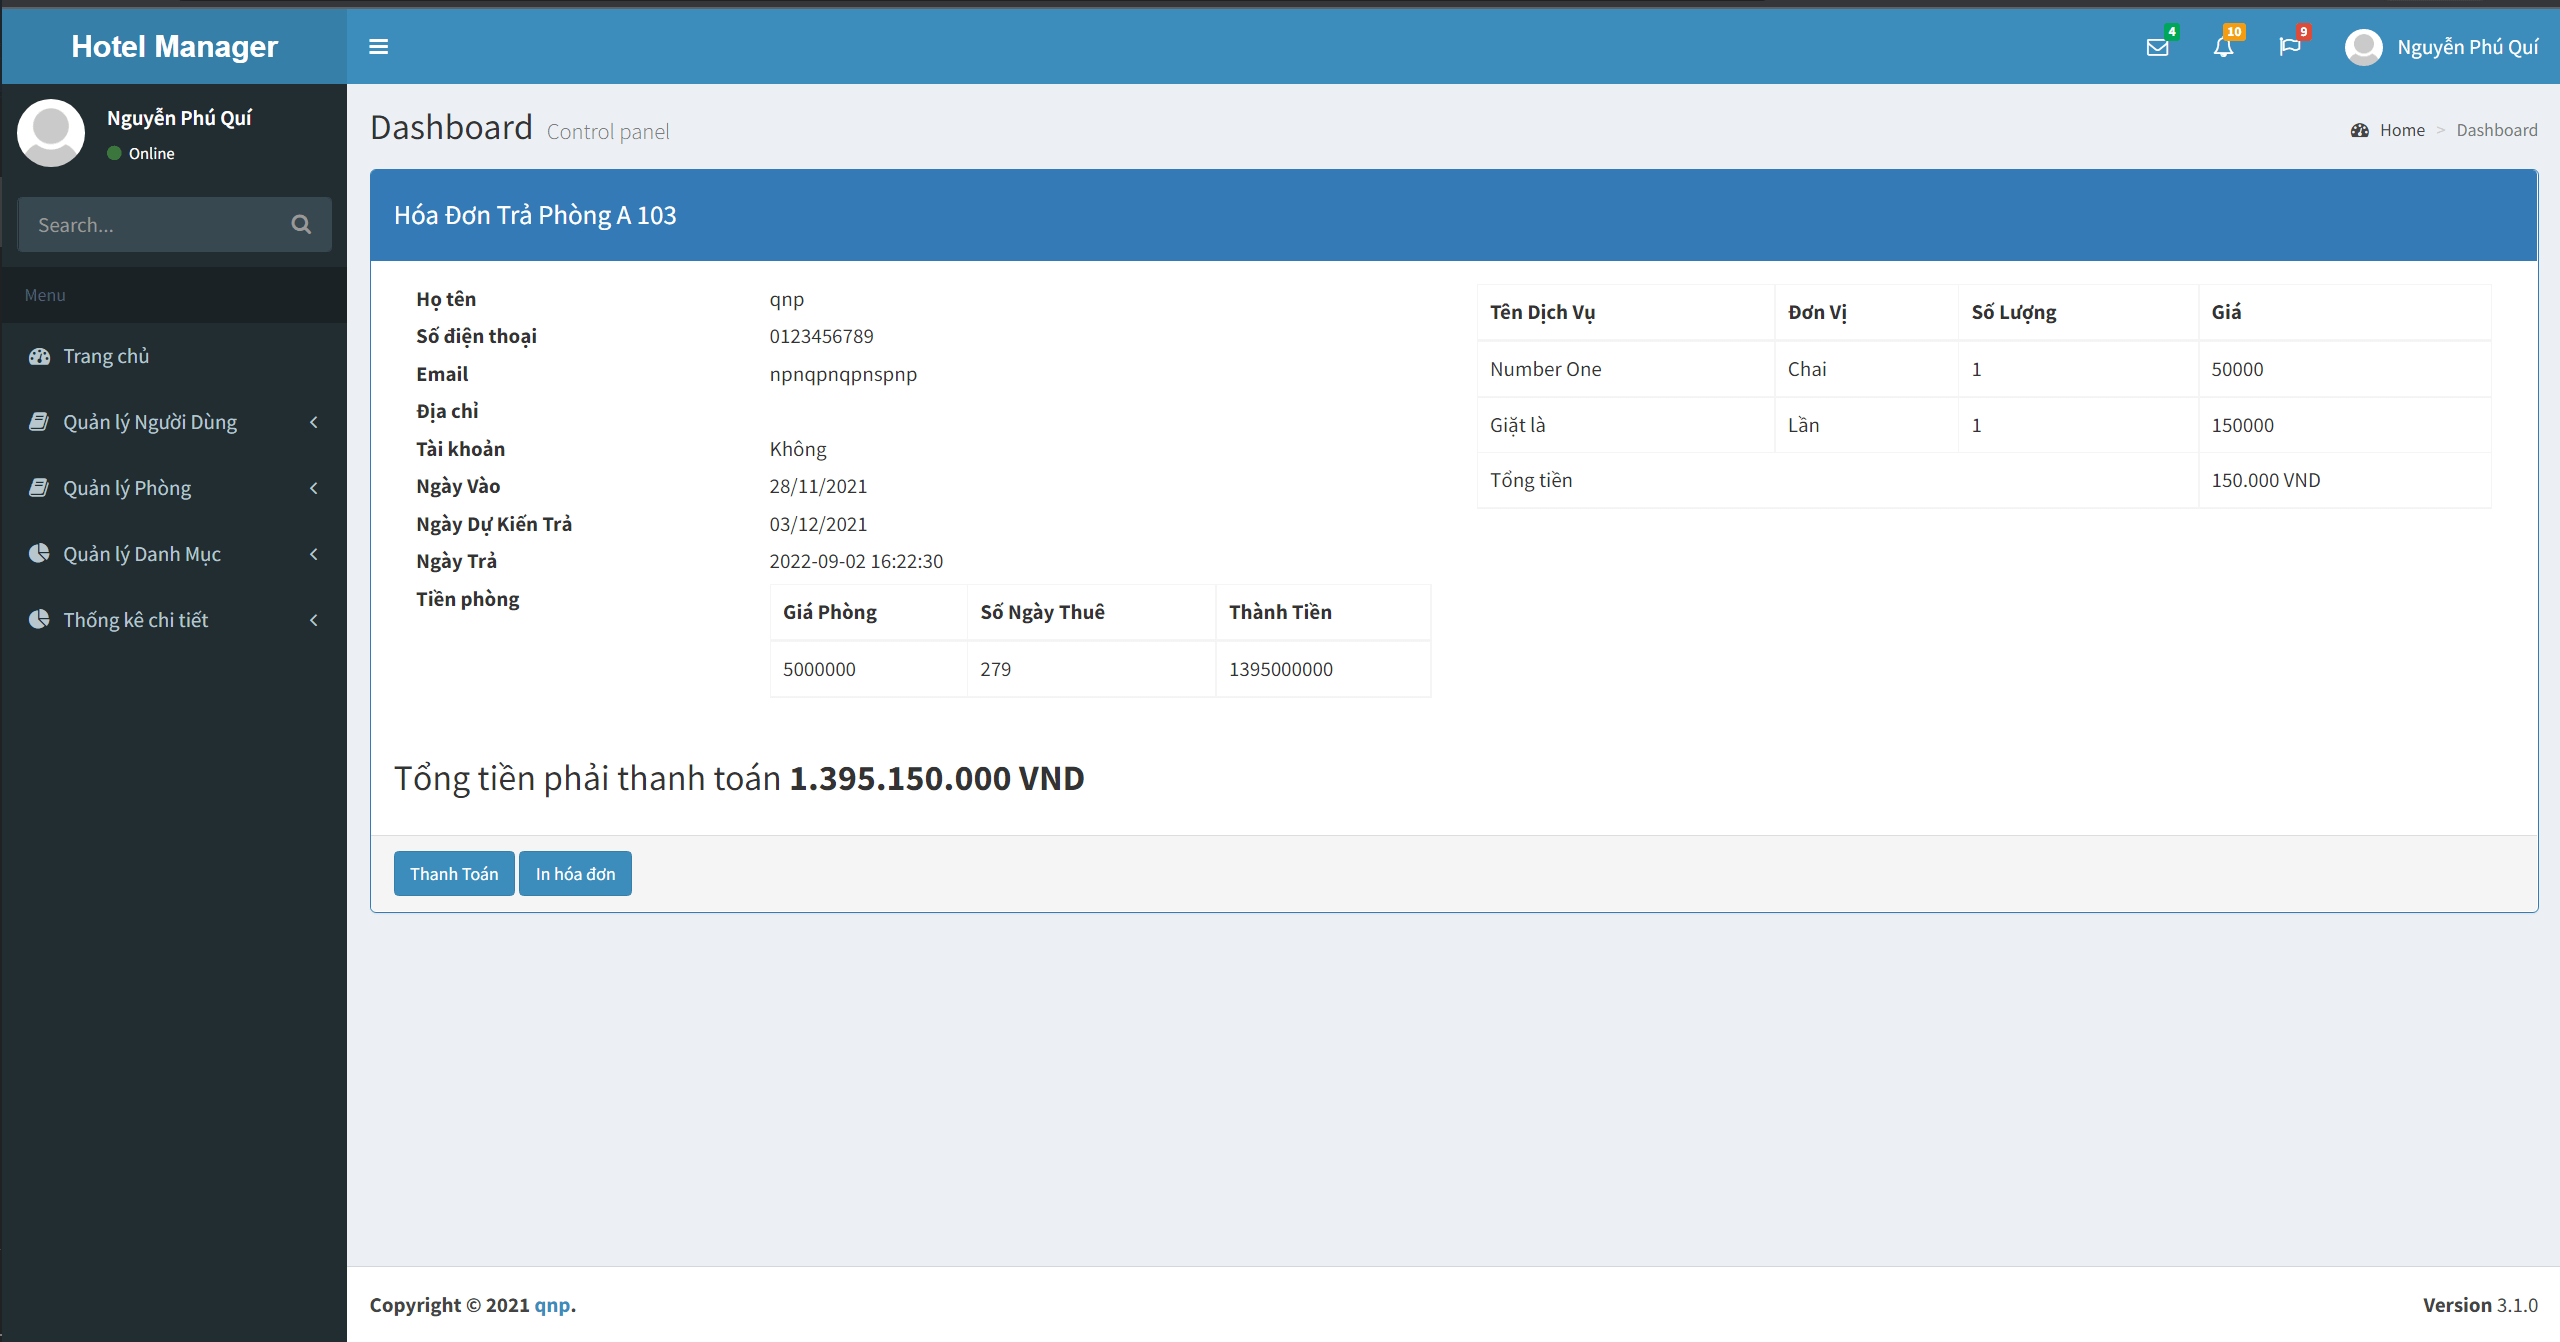 Hotel Manager
4
10
9
Nguyễn Phú Quí
Nguyễn Phú Quí
Online
Search...
Menu
Trang chủ
Quản lý Người Dùng
Quản lý Phòng
Quản lý Danh Mục
Thống kê chi tiết
Dashboard Control panel
Home > Dashboard
Hóa Đơn Trả Phòng A 103
Họ tên qnp
Số điện thoại 0123456789
Email npnqpnqpnspnp
Địa chỉ
Tài khoản Không
Ngày Vào 28/11/2021
Ngày Dự Kiến Trả 03/12/2021
Ngày Trả 2022-09-02 16:22:30
Tiền phòng
Giá Phòng Số Ngày Thuê Thành Tiền
5000000 279 1395000000
Tên Dịch Vụ Đơn Vị Số Lượng Giá
Number One Chai 1 50000
Giặt là Lần 1 150000
Tổng tiền 150.000 VND
Tổng tiền phải thanh toán 1.395.150.000 VND
Thanh Toán
In hóa đơn
Copyright © 2021 qnp.
Version 3.1.0